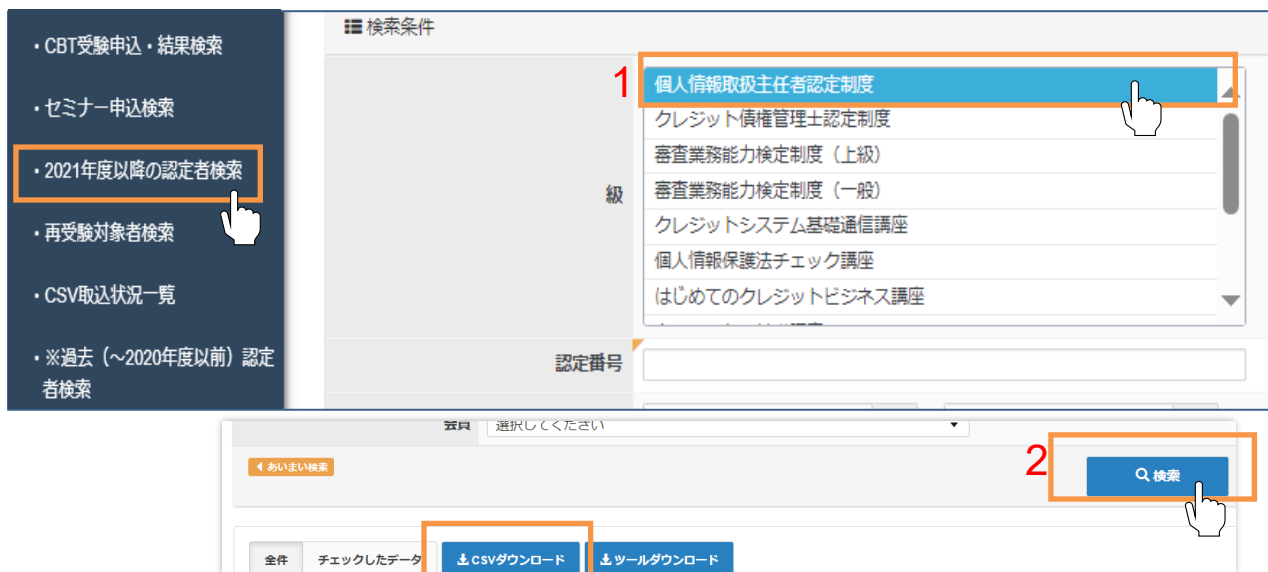 ・CBT受験申込・結果検索
・セミナー申込検索
・2021年度以降の認定者検索
・再受験対象者検索
・CSV取込状況一覧
・※過去（～2020年度以前）認定
者検索
検索条件
1
級
個人情報取扱主任者認定制度
クレジット債権管理士認定制度
審査業務能力検定制度（上級）
審査業務能力検定制度（一般）
クレジットシステム基礎通信講座
個人情報保護法チェック講座
はじめてのクレジットビジネス講座
認定番号
会員
選択してください
あいまい検索
2
検索
全件
チェックしたデータ
CSVダウンロード
ツールダウンロード